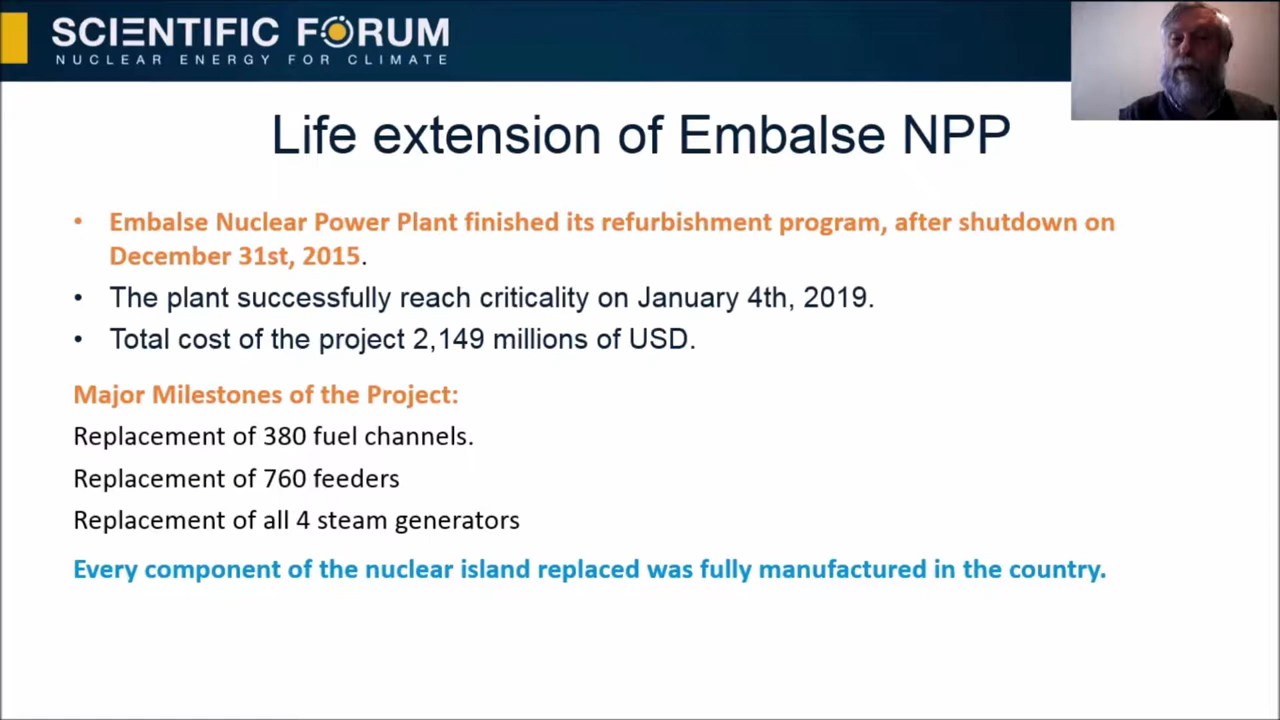 SCIENTIFIC FORUM
NUCLEAR ENERGY FOR CLIMATE
Life extension of Embalse NPP
• Embalse Nuclear Power Plant finished its refurbishment program, after shutdown on
December 31st, 2015.
• The plant successfully reach criticality on January 4th, 2019.
• Total cost of the project 2,149 millions of USD.
Major Milestones of the Project:
Replacement of 380 fuel channels.
Replacement of 760 feeders
Replacement of all 4 steam generators
Every component of the nuclear island replaced was fully manufactured in the country.